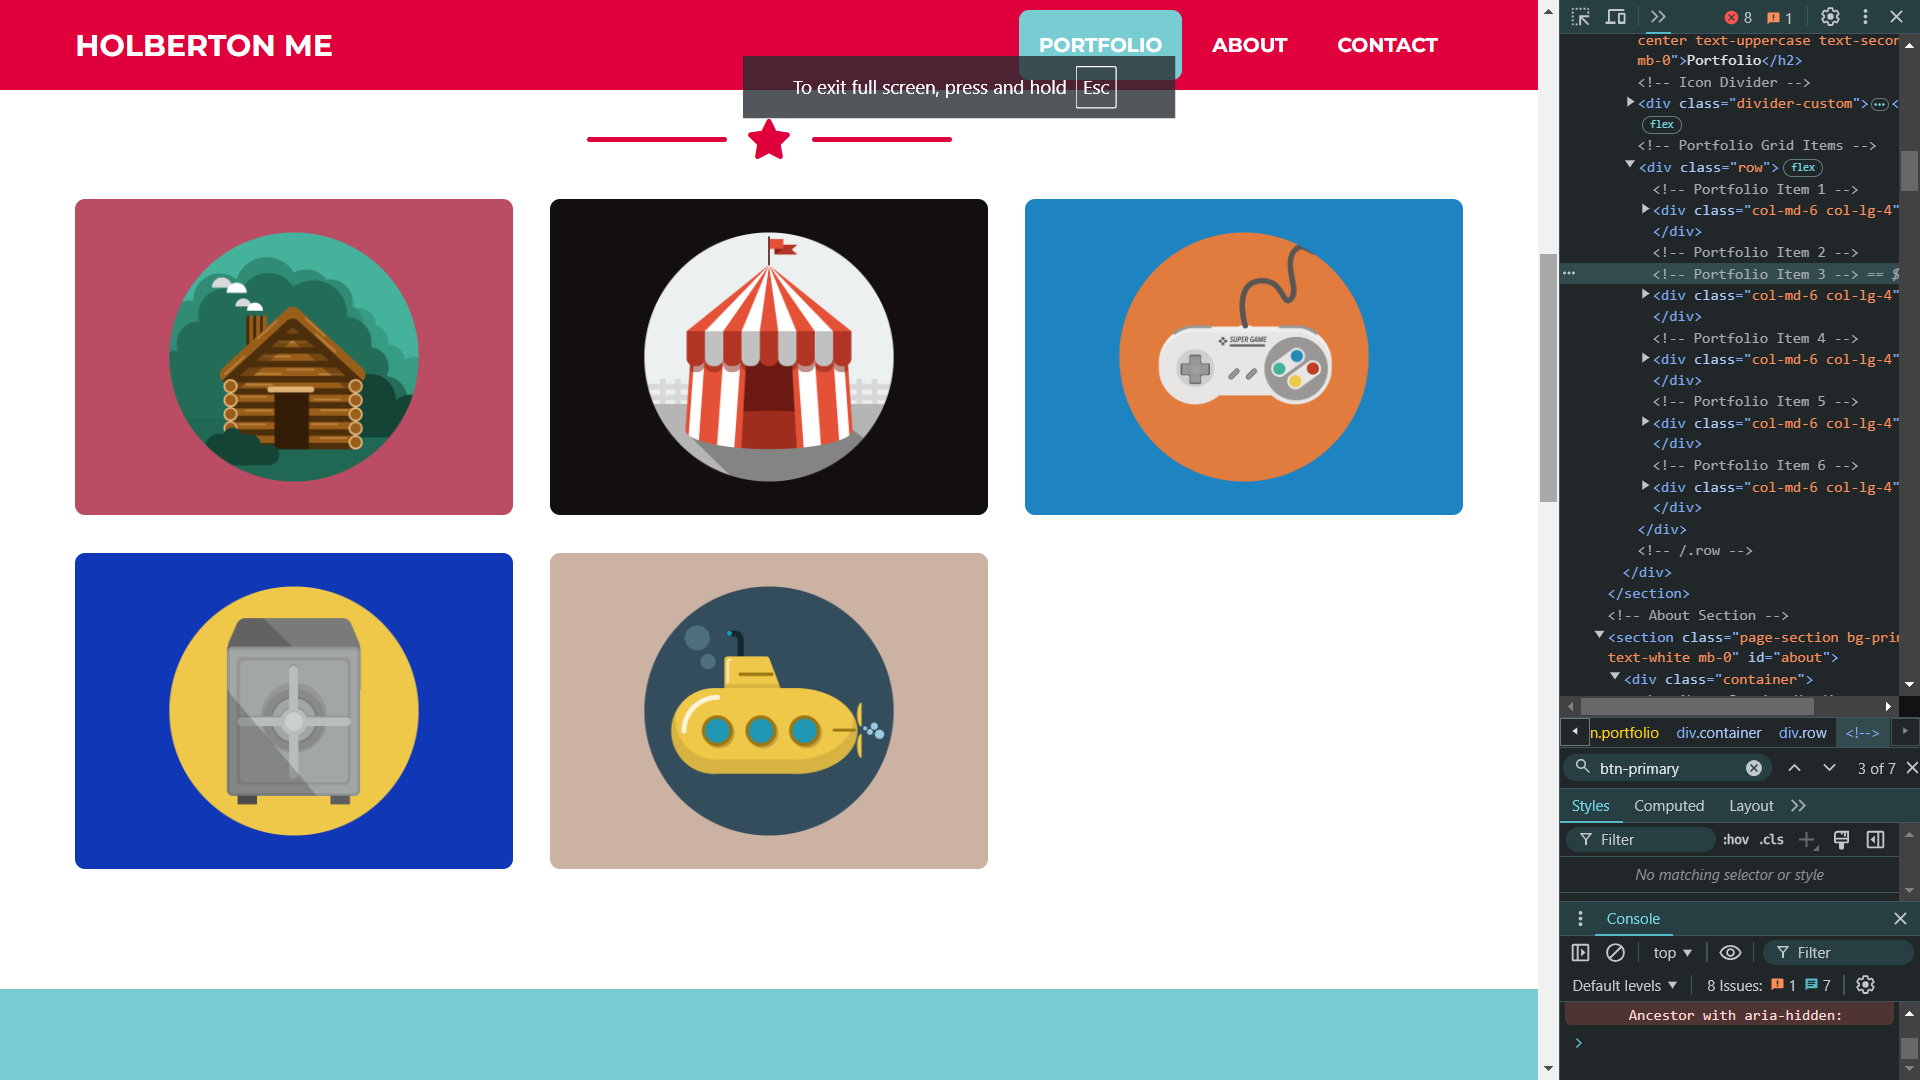 HOLBERTON ME
PORTFOLIO
ABOUT
CONTACT
To exit full screen, press and hold Esc
SUPER GAME
8
1
center text-uppercase text-secon
mb-0">Portfolio</h2>
<!-- Icon Divider -->
<div class="divider-custom"> <
flex
<!-- Portfolio Grid Items -->
<div class="row"> flex
<!-- Portfolio Item 1 -->
<div class="col-md-6 col-lg-4"
</div>
<!-- Portfolio Item 2 -->
<!-- Portfolio Item 3 --> == $
<div class="col-md-6 col-lg-4"
</div>
<!-- Portfolio Item 4 -->
<div class="col-md-6 col-lg-4"
</div>
<!-- Portfolio Item 5 -->
<div class="col-md-6 col-lg-4"
</div>
<!-- Portfolio Item 6 -->
<div class="col-md-6 col-lg-4"
</div>
</div>
<!-- /.row -->
</div>
</section>
<!-- About Section -->
<section class="page-section bg-prim
text-white mb-0" id="about">
<div class="container">
n.portfolio div.container div.row <!-->
btn-primary 3 of 7
Styles Computed Layout
Filter :hov .cls
No matching selector or style
Console
top Filter
Default levels 8 Issues: 1 7
Ancestor with aria-hidden: